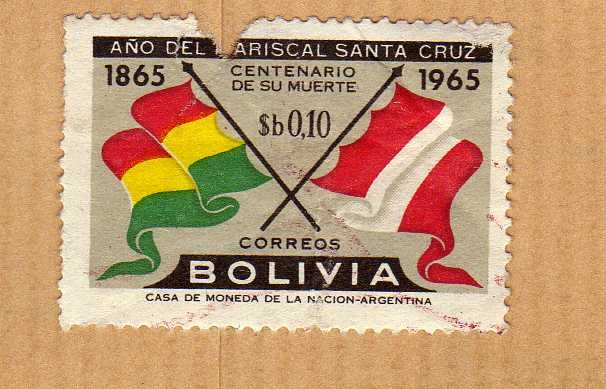 AÑO DEL ARISCAL SANTA CRUZ
1865 CENTENARIO 1965
DE SU MUERTE
$b 0,10
CORREOS
BOLIVIA
CASA DE MONEDA DE LA NACION-ARGENTINA